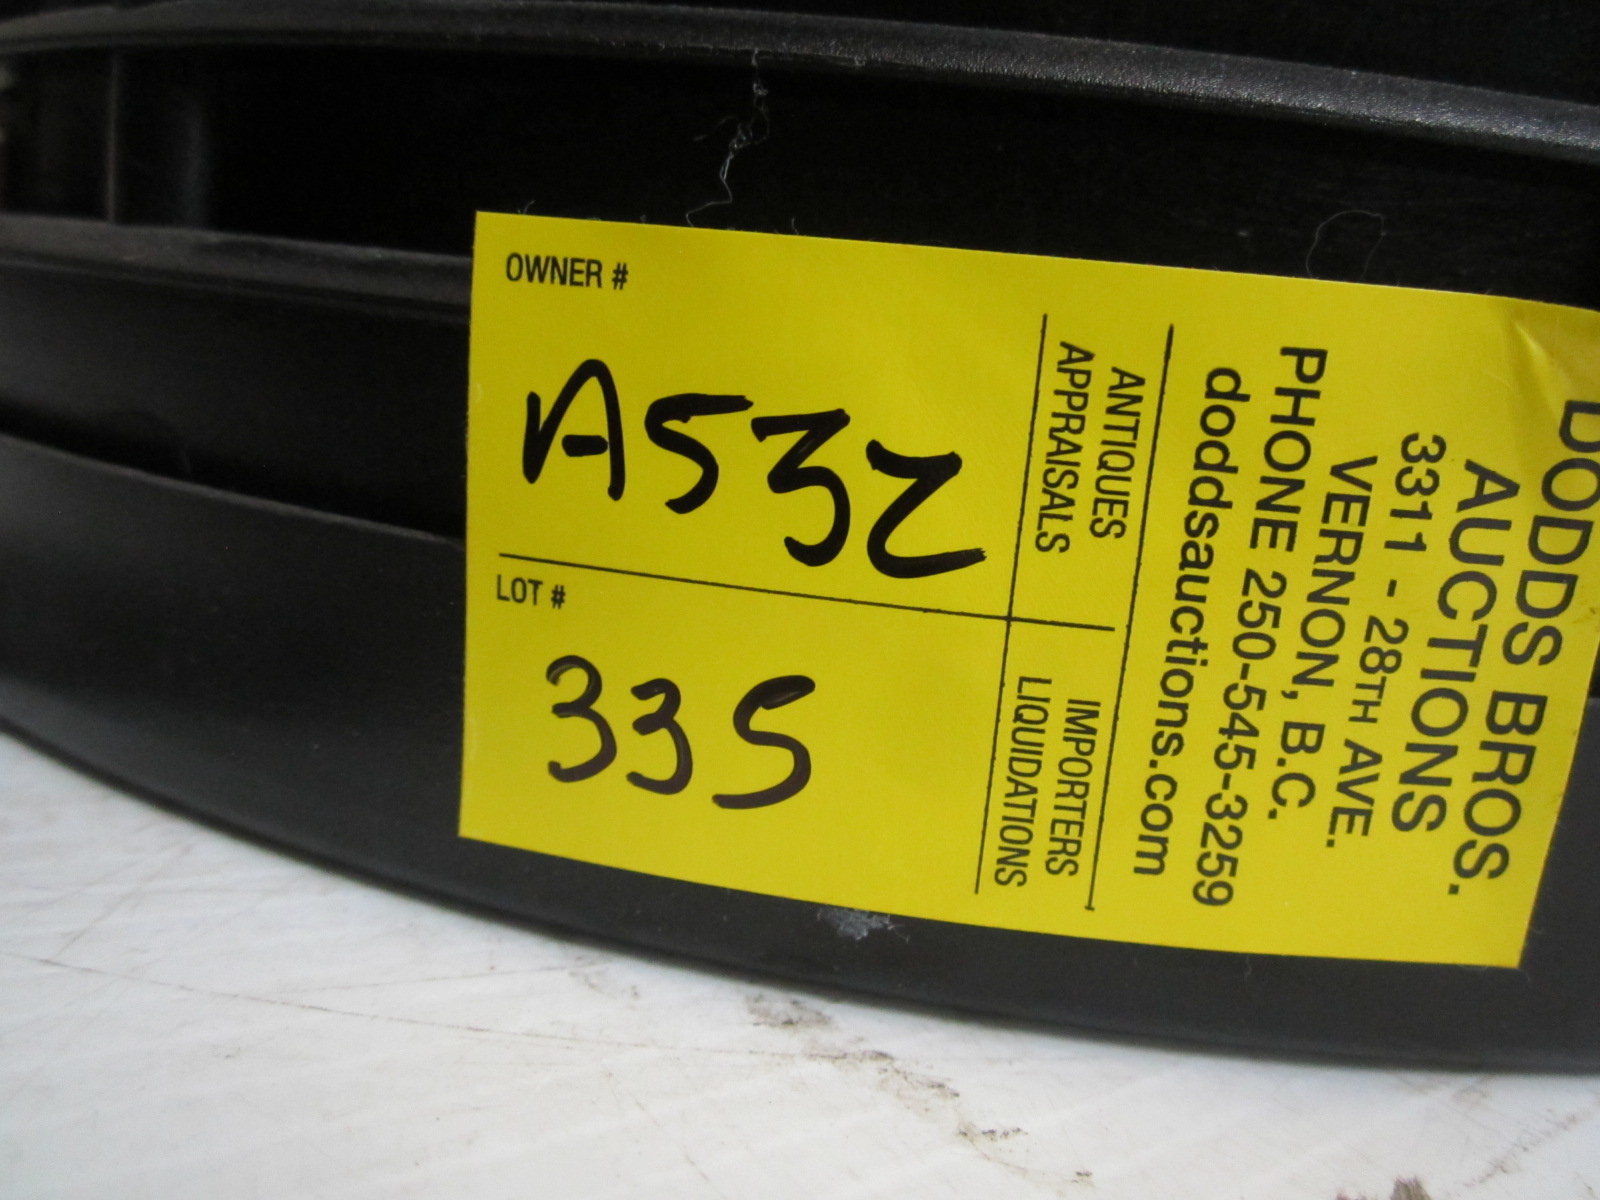 OWNER #
A532
LOT #
335
ANTIQUES
APPRAISALS
IMPORTERS
LIQUIDATIONS
DODDS BROS.
AUCTIONS
3311 - 28TH AVE.
VERNON, B.C.
PHONE 250-545-3259
doddsauctions.com